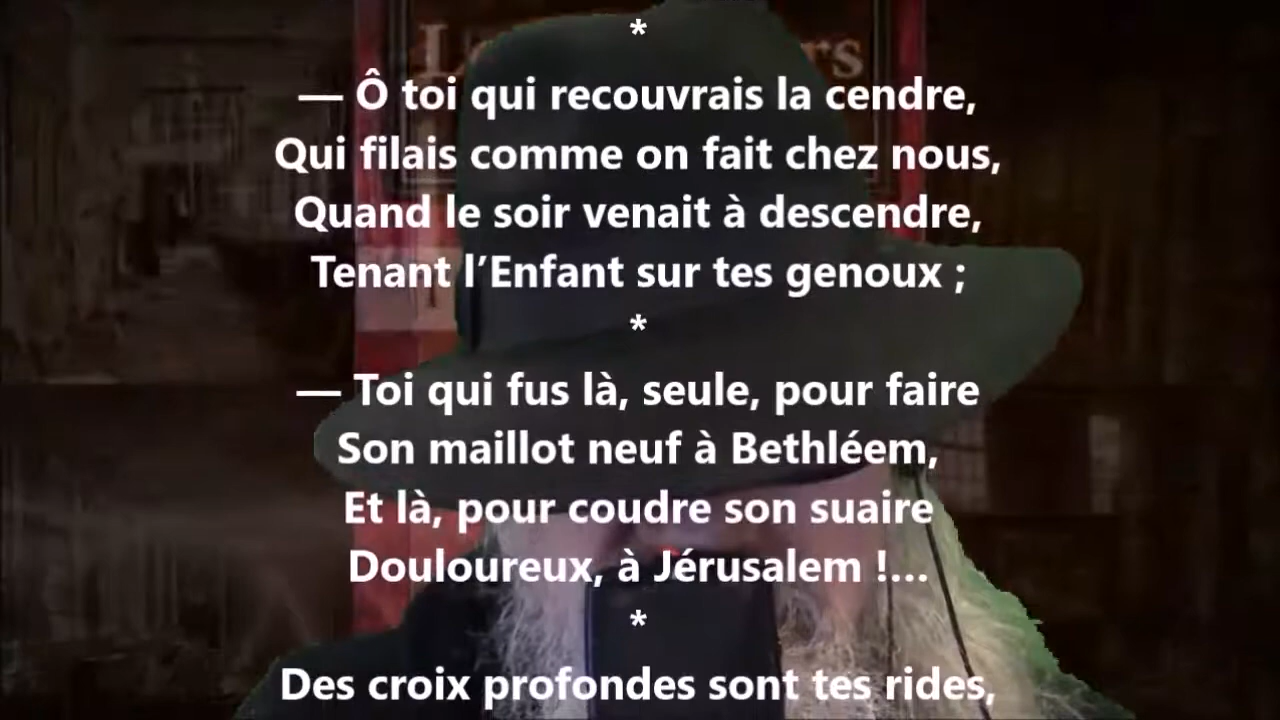 *
— Ô toi qui recouvrais la cendre,
Qui filais comme on fait chez nous,
Quand le soir venait à descendre,
Tenant l’Enfant sur tes genoux ;
*
— Toi qui fus là, seule, pour faire
Son maillot neuf à Bethléem,
Et là, pour coudre son suaire
Douloureux, à Jérusalem !…
*
Des croix profondes sont tes rides,